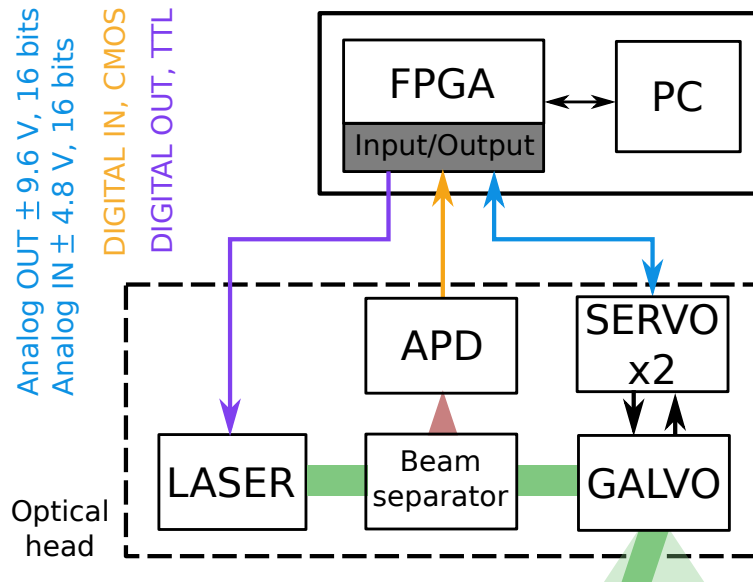 Analog OUT ± 9.6 V, 16 bits
Analog IN ± 4.8 V, 16 bits
DIGITAL IN, CMOS
DIGITAL OUT, TTL
FPGA
Input/Output
PC
APD
SERVO
x2
LASER
Beam
separator
GALVO
Optical
head